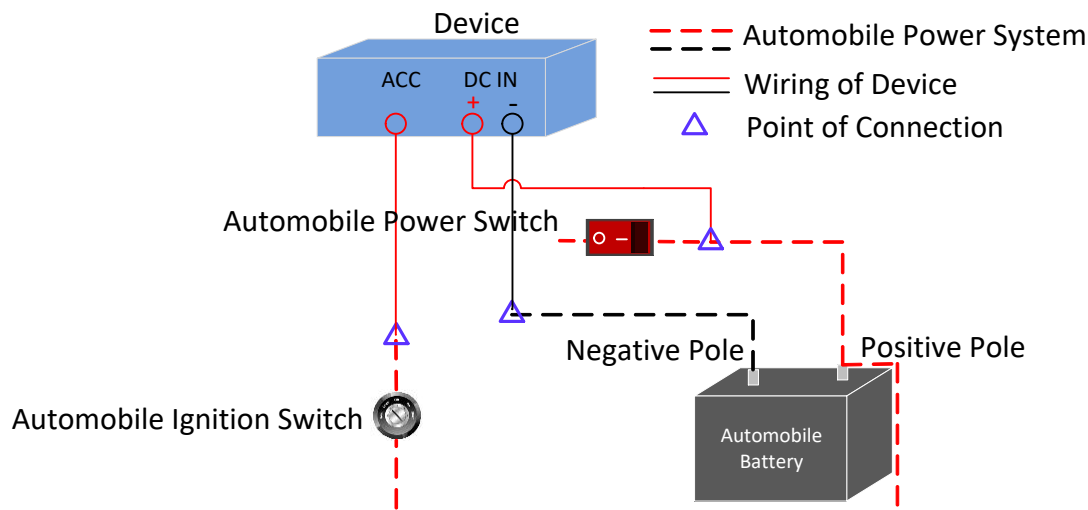 Device
Automobile Power System
ACC
DC IN
+
-
Wiring of Device
Point of Connection
Automobile Power Switch
Negative Pole
Positive Pole
Automobile Ignition Switch
Automobile
Battery